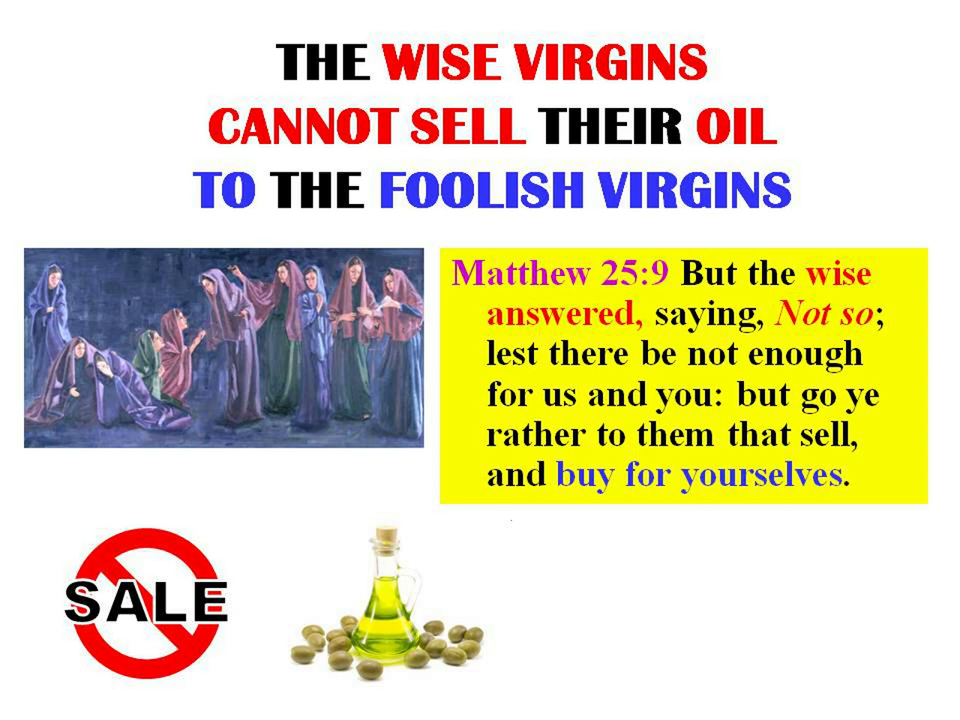 THE WISE VIRGINS
CANNOT SELL THEIR OIL
TO THE FOOLISH VIRGINS
Matthew 25:9 But the wise
answered, saying, Not so;
lest there be not enough
for us and you: but go ye
rather to them that sell,
and buy for yourselves.
SALE